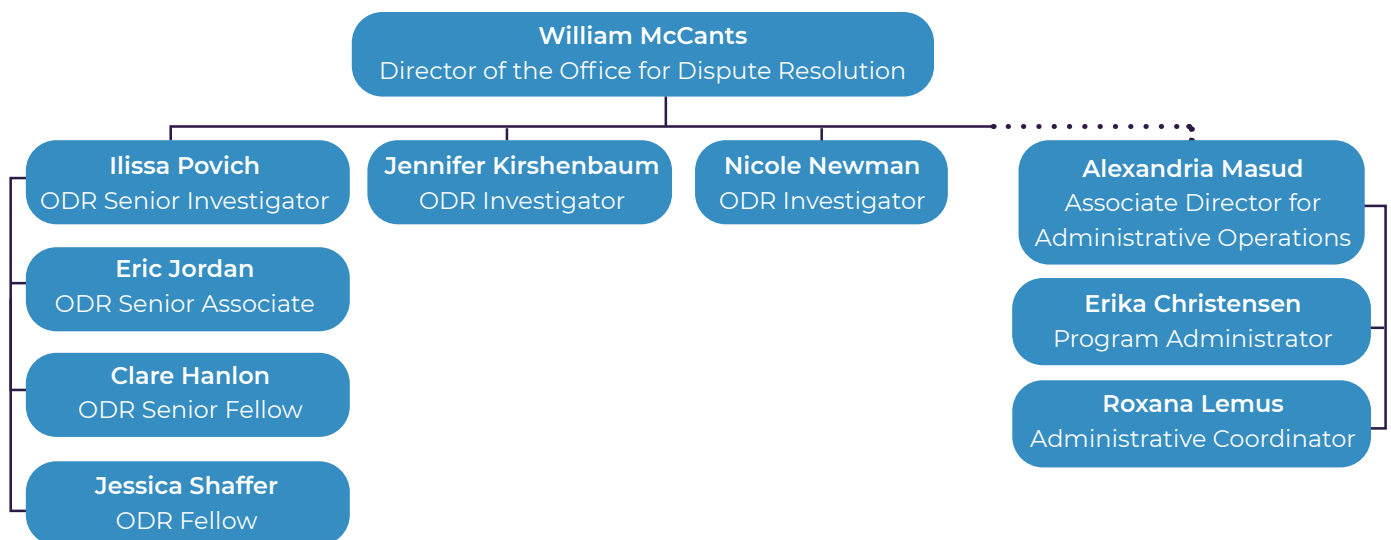 William McCants
Director of the Office for Dispute Resolution
Ilissa Povich
ODR Senior Investigator
Jennifer Kirshenbaum
ODR Investigator
Nicole Newman
ODR Investigator
Alexandria Masud
Associate Director for
Administrative Operations
Eric Jordan
ODR Senior Associate
Erika Christensen
Program Administrator
Clare Hanlon
ODR Senior Fellow
Roxana Lemus
Administrative Coordinator
Jessica Shaffer
ODR Fellow